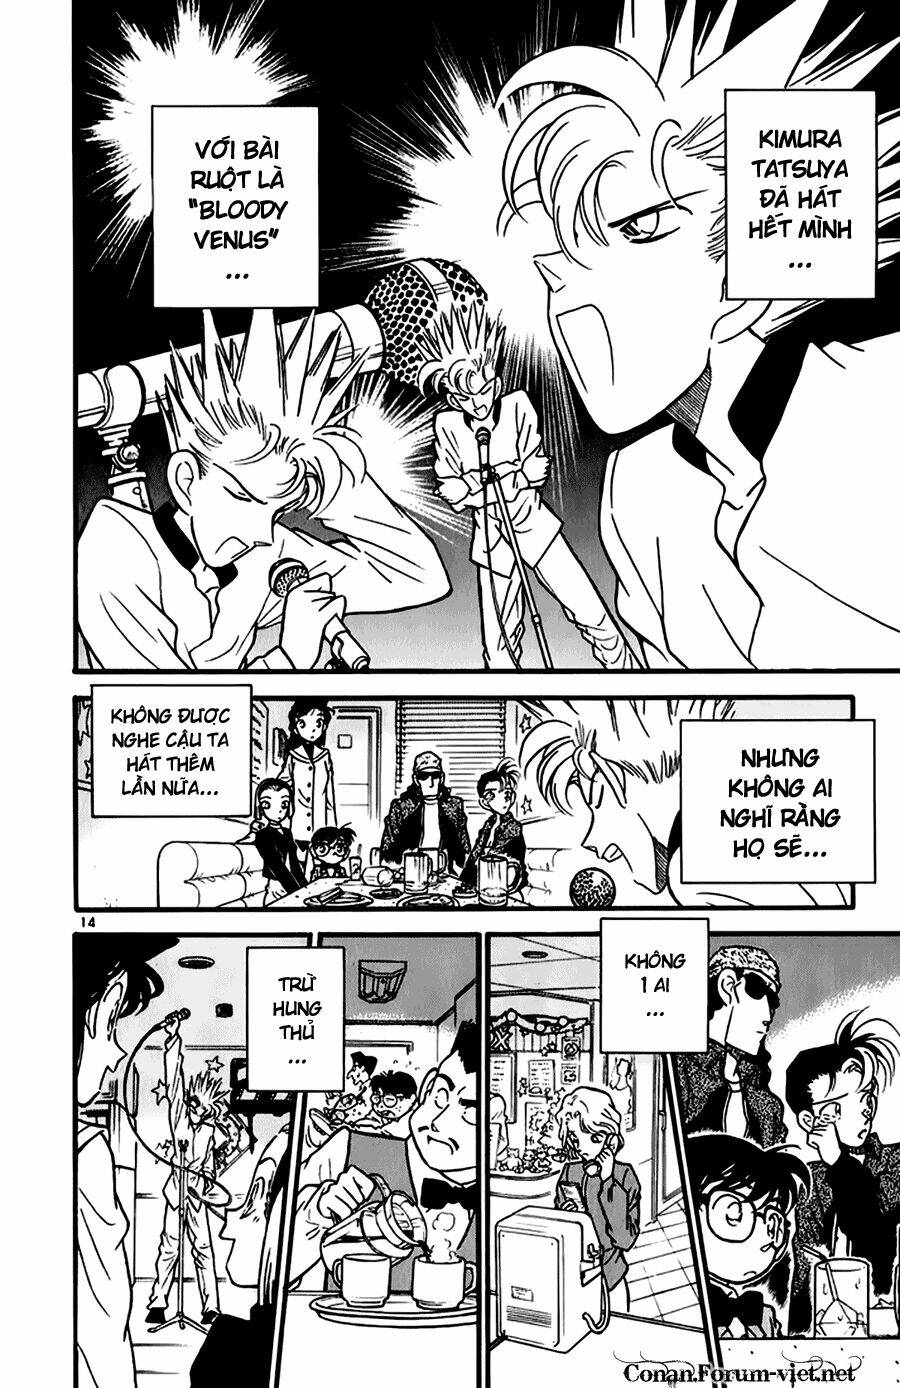 KIMURA
TATSUYA
ĐÃ HÁT
HẾT MÌNH
...
VỚI BÀI
RUỘT LÀ
"BLOODY
VENUS"
...
NHƯNG
KHÔNG AI
NGHĨ RẰNG
HỌ SẼ...
KHÔNG ĐƯỢC
NGHE CẬU TA
HÁT THÊM
LẦN NỮA...
14
KHÔNG
1 AI
...
TRỪ
HUNG
THỦ
...
Conan.Forum-viet.net